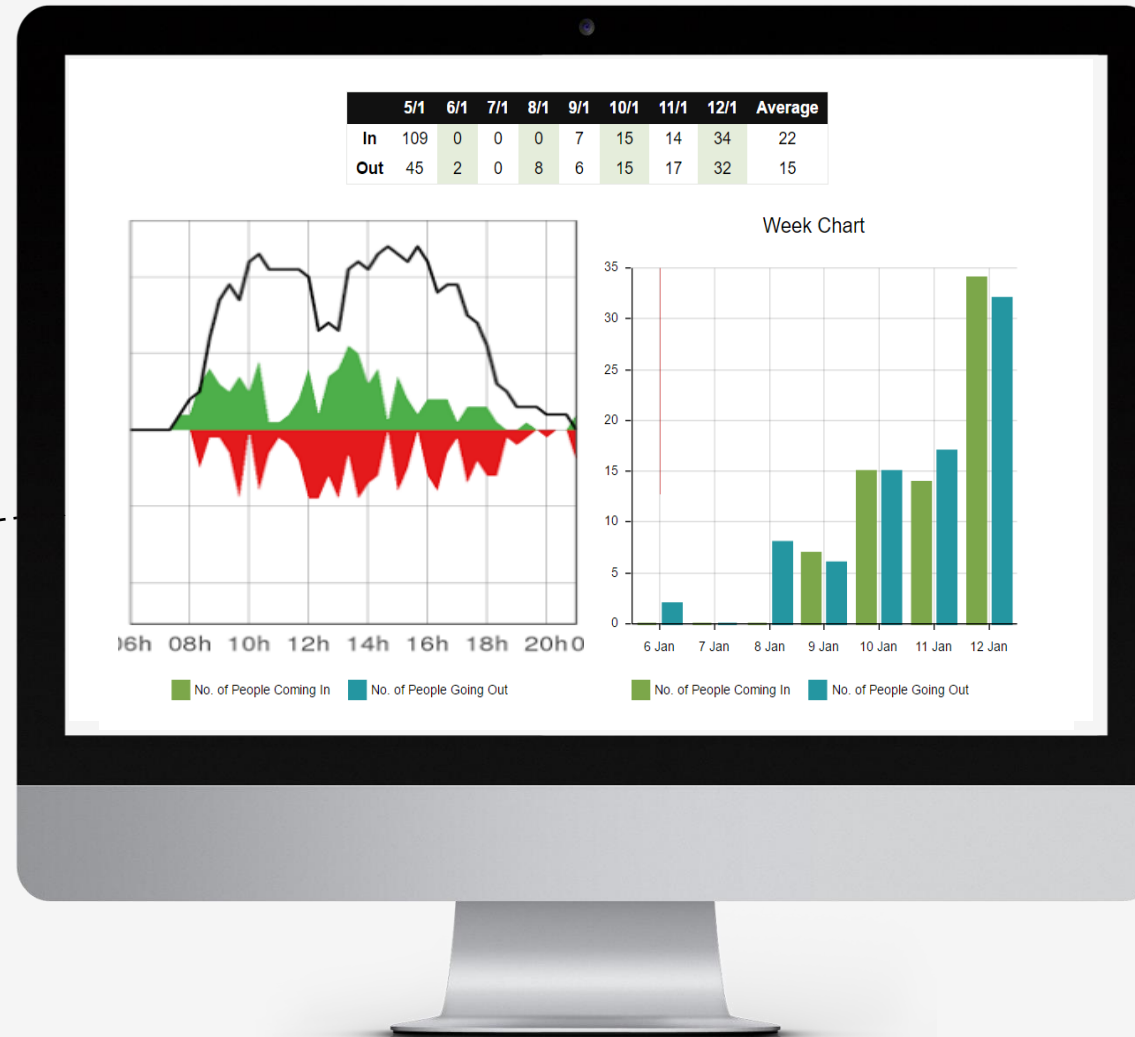 5/1 6/1 7/1 8/1 9/1 10/1 11/1 12/1 Average
In 109 0 0 0 7 15 14 34 22
Out 45 2 0 8 6 15 17 32 15
06h 08h 10h 12h 14h 16h 18h 20h 0
No. of People Coming In No. of People Going Out
Week Chart
35
30
25
20
15
10
5
0
6 Jan 7 Jan 8 Jan 9 Jan 10 Jan 11 Jan 12 Jan
No. of People Coming In No. of People Going Out